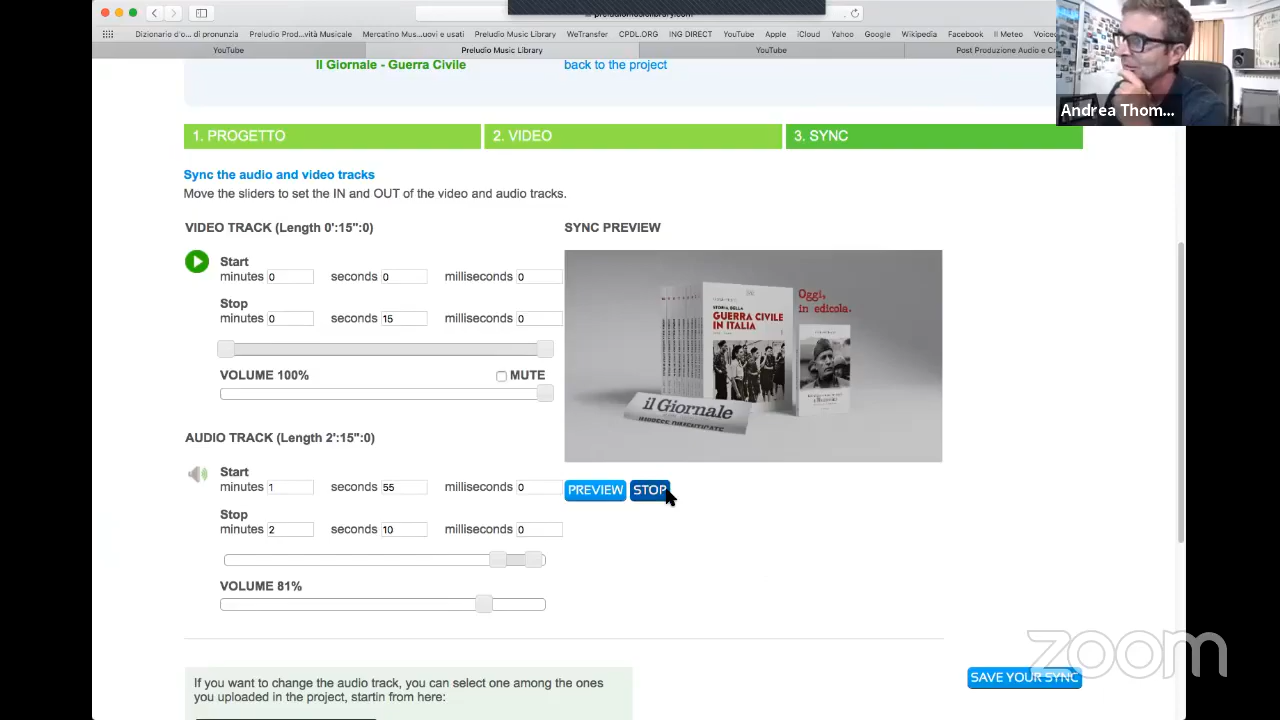 preludiomusiclibrary.com
Dizionario d'o... di pronunzia Preludio Prod...vità Musicale Mercatino Mus...uovi e usati WeTransfer CPDL.ORG ING DIRECT YouTube Apple iCloud Yahoo Google Wikipedia Facebook Il Meteo
YouTube Preludio Music Library YouTube Post Produzione Audio e
Il Giornale - Guerra Civile back to the project
Andrea Thom...
1. PROGETTO 2. VIDEO 3. SYNC
Sync the audio and video tracks
Move the sliders to set the IN and OUT of the video and audio tracks.
VIDEO TRACK (Length 0':15":0) SYNC PREVIEW
Start
minutes 0 seconds 0 milliseconds 0
Stop
minutes 0 seconds 15 milliseconds 0
VOLUME 100% MUTE
Oggi,
in edicola.
STORIA DELLA
GUERRA CIVILE
IN ITALIA
il Giornale
AUDIO TRACK (Length 2':15":0)
Start
minutes 1 seconds 55 milliseconds 0
Stop
minutes 2 seconds 10 milliseconds 0
VOLUME 81%
PREVIEW STOP
If you want to change the audio track, you can select one among the ones
you uploaded in the project, startin from here:
SAVE YOUR SYNC
zoom